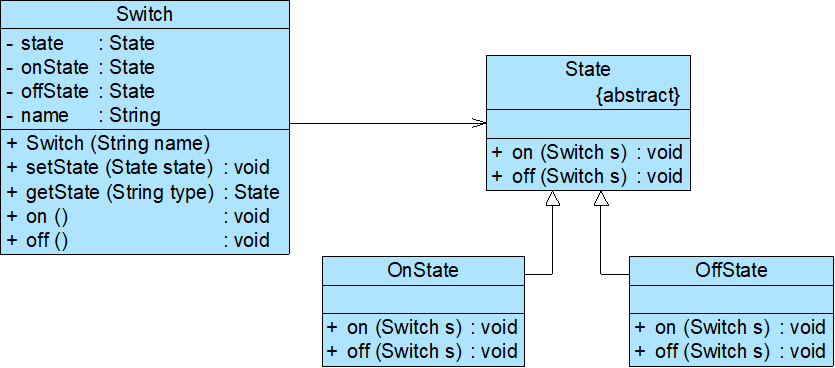 Switch
- state : State
- onState : State
- offState : State
- name : String
+ Switch (String name)
+ setState (State state) : void
+ getState (String type) : State
+ on () : void
+ off () : void
State
{abstract}
+ on (Switch s) : void
+ off (Switch s) : void
OnState
+ on (Switch s) : void
+ off (Switch s) : void
OffState
+ on (Switch s) : void
+ off (Switch s) : void